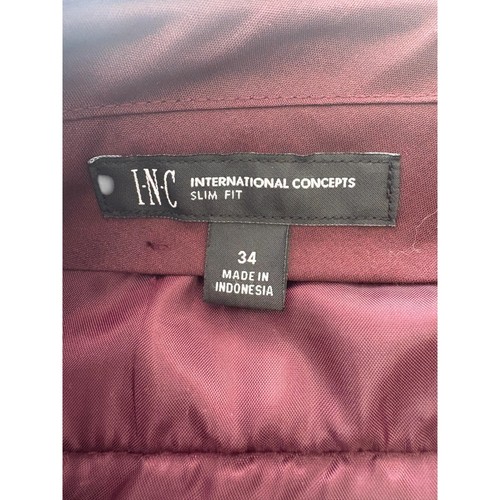 I·N·C INTERNATIONAL CONCEPTS
SLIM FIT
34
MADE IN
INDONESIA